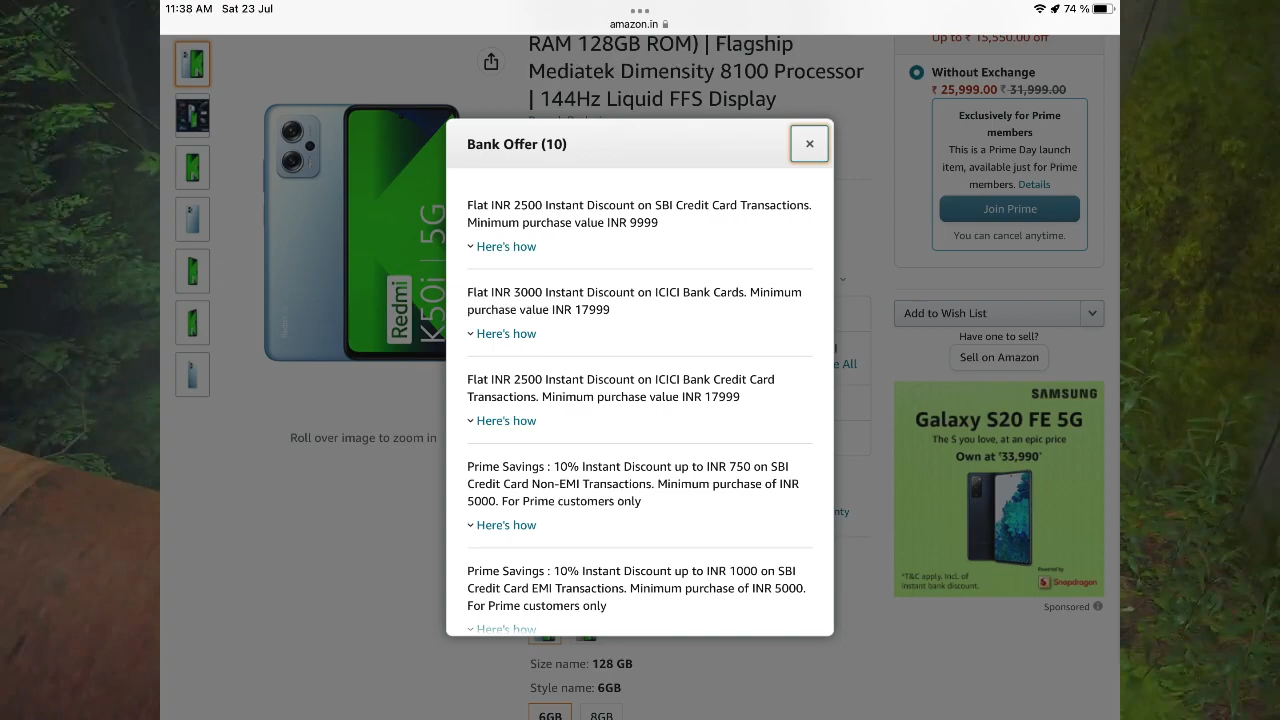 11:38 AM Sat 23 Jul
74 %
amazon.in
RAM 128GB ROM) | Flagship
Mediatek Dimensity 8100 Processor
| 144Hz Liquid FFS Display
Redmi
K50i 5G
Roll over image to zoom in
Bank Offer (10)
×
Flat INR 2500 Instant Discount on SBI Credit Card Transactions.
Minimum purchase value INR 9999
Here's how
Flat INR 3000 Instant Discount on ICICI Bank Cards. Minimum
purchase value INR 17999
Here's how
Flat INR 2500 Instant Discount on ICICI Bank Credit Card
Transactions. Minimum purchase value INR 17999
Here's how
Prime Savings : 10% Instant Discount up to INR 750 on SBI
Credit Card Non-EMI Transactions. Minimum purchase of INR
5000. For Prime customers only
Here's how
Prime Savings : 10% Instant Discount up to INR 1000 on SBI
Credit Card EMI Transactions. Minimum purchase of INR 5000.
For Prime customers only
Here's how
Size name: 128 GB
Style name: 6GB
6GB 8GB
Up to ₹ 15,550.00 off
Without Exchange
₹ 25,999.00 ₹ 31,999.00
Exclusively for Prime
members
This is a Prime Day launch
item, available just for Prime
members. Details
Join Prime
You can cancel anytime.
Add to Wish List
Have one to sell?
Sell on Amazon
All
SAMSUNG
Galaxy S20 FE 5G
The S you love, at an epic price
Own at ₹33,990*
*T&C apply. Incl. of
instant bank discount.
Powered by
Snapdragon
Sponsored